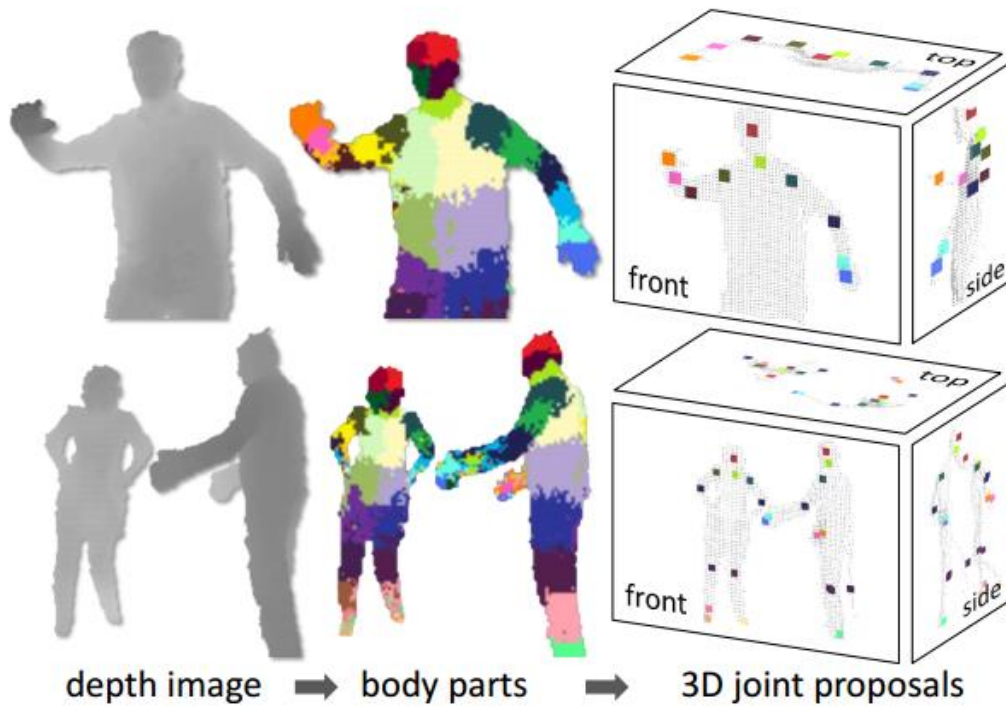 top
front
side
top
front
side
depth image → body parts → 3D joint proposals